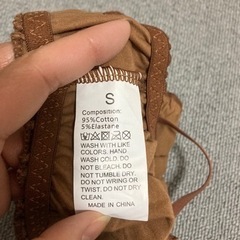 S
Composition:
95%Cotton
5%Elastane
WASH WITH LIKE
COLORS. HAND
WASH COLD. DO
NOT BLEACH. DO
NOT TUMBLE DRY.
DO NOT WRING OR
TWIST, DO NOT DRY
CLEAN.
MADE IN CHINA